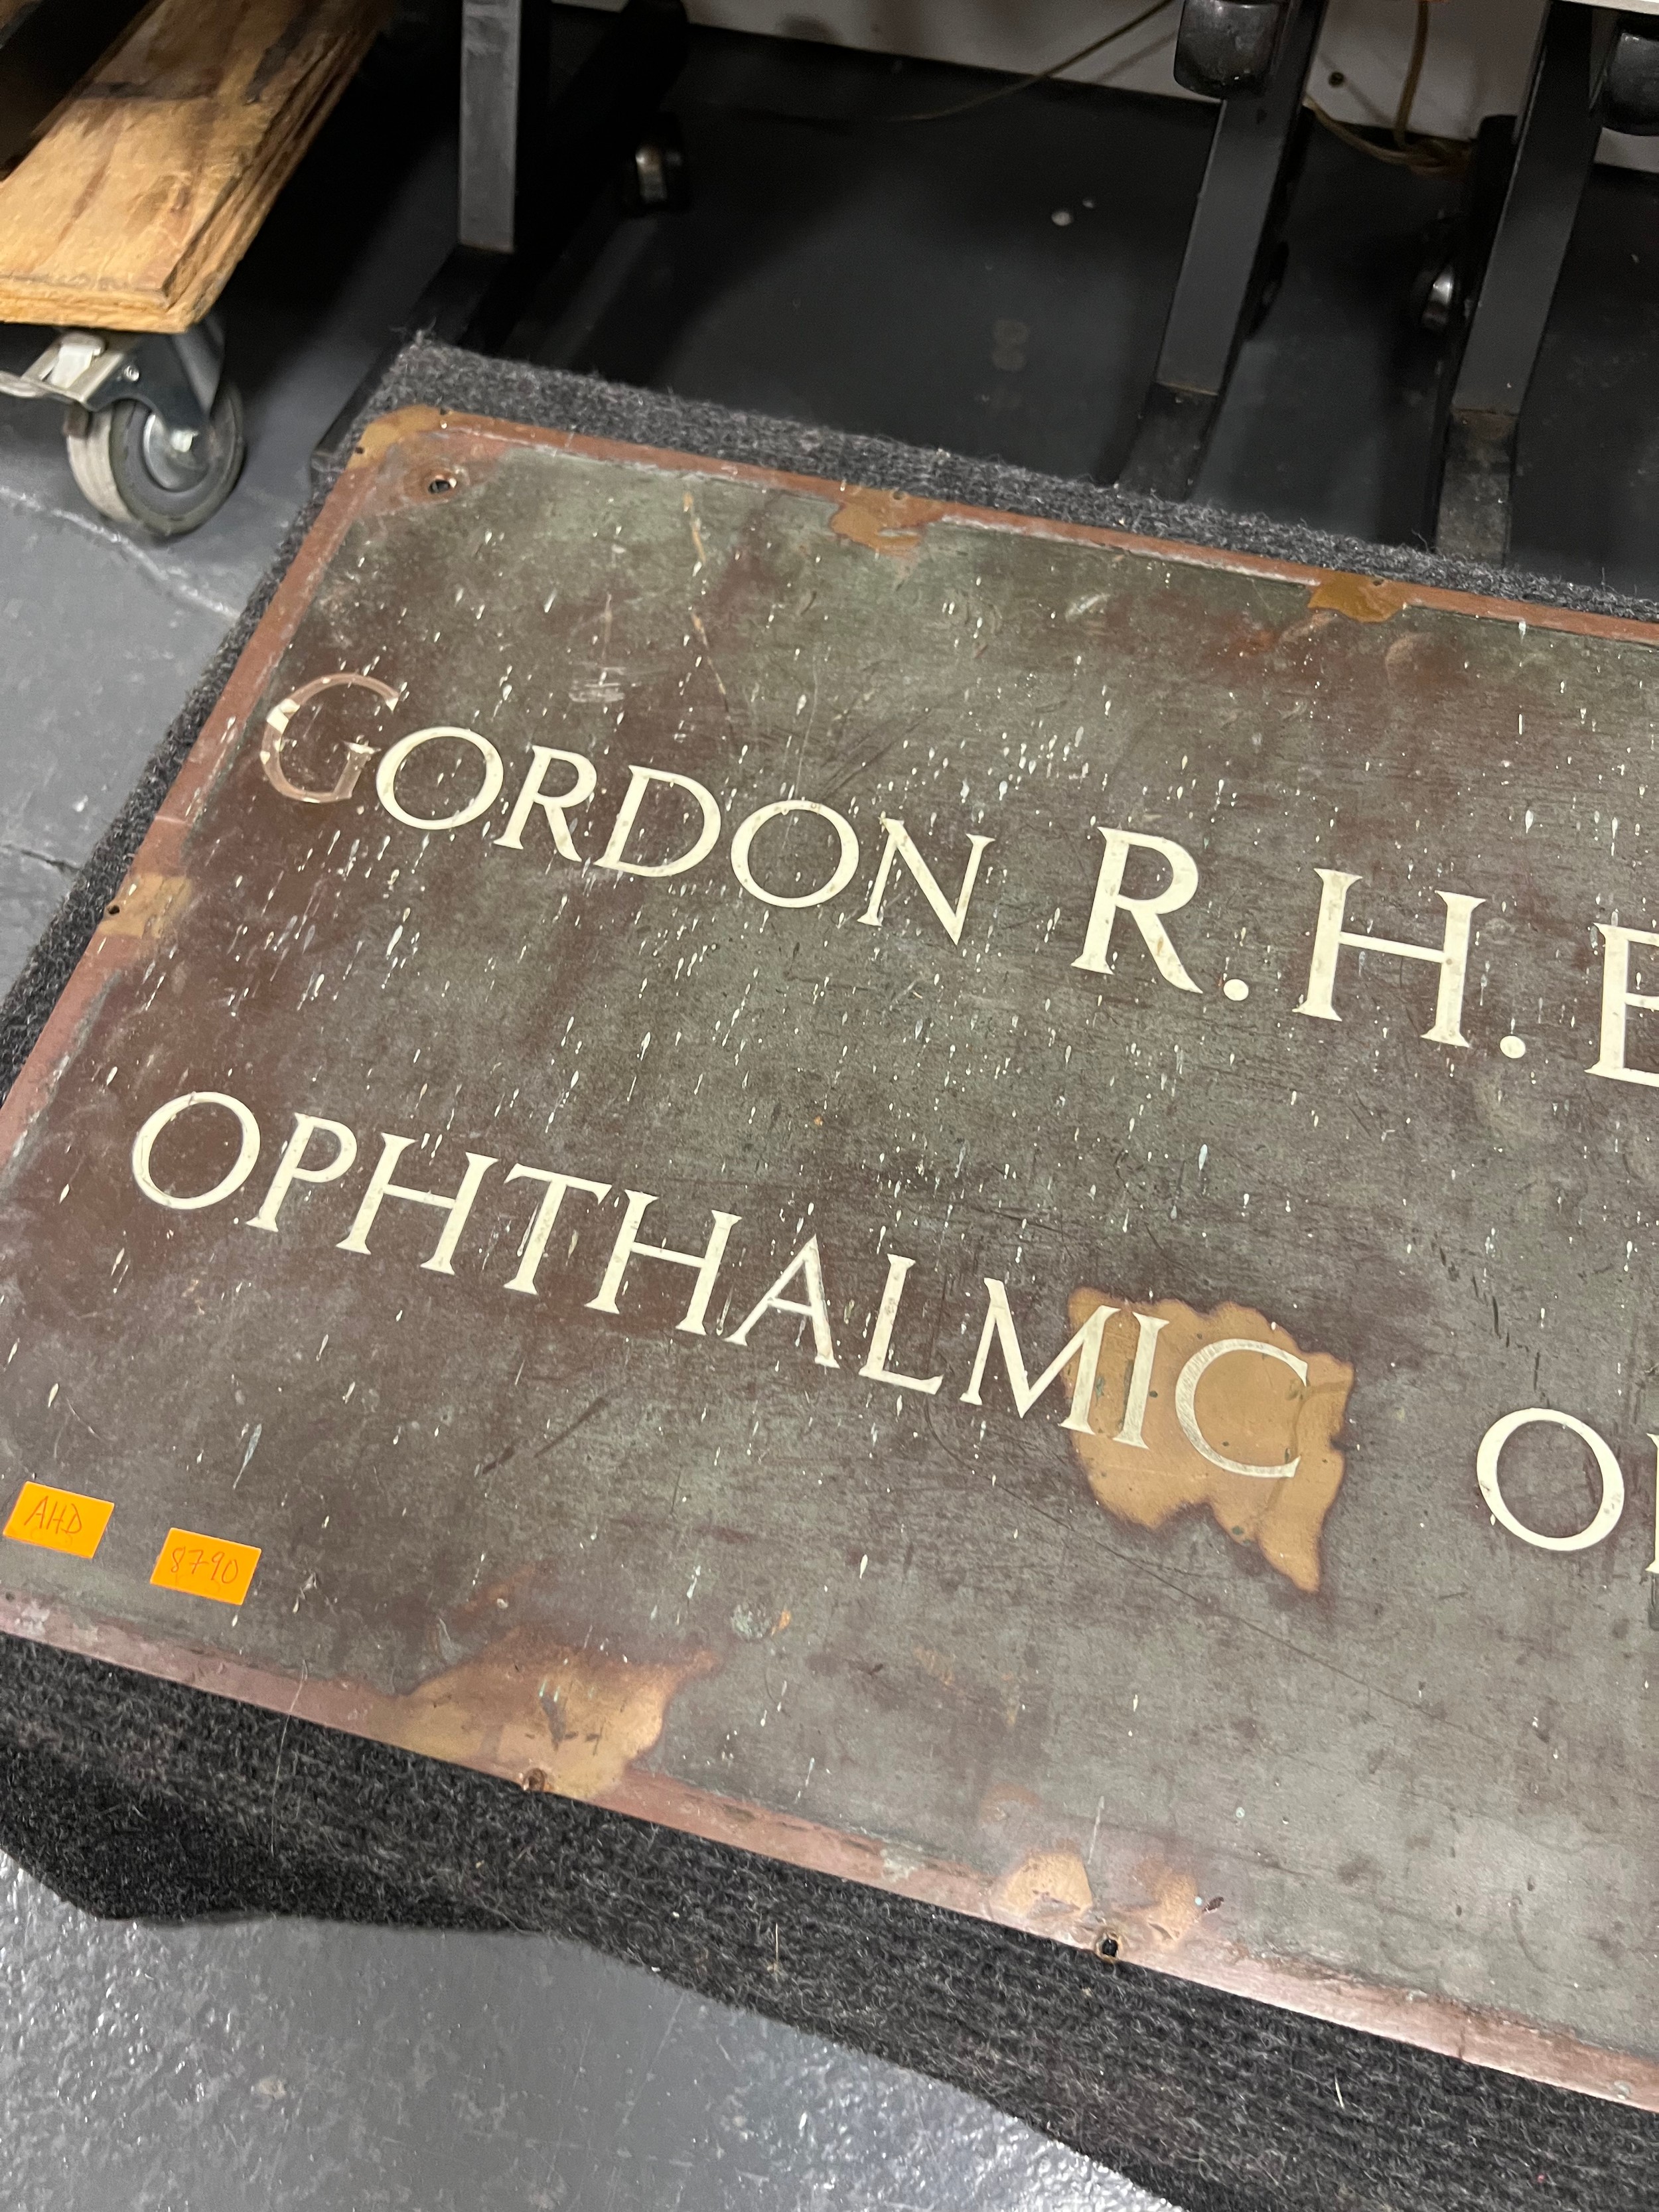 GORDON R. H. E
OPHTHALMIC O
AHD
8790